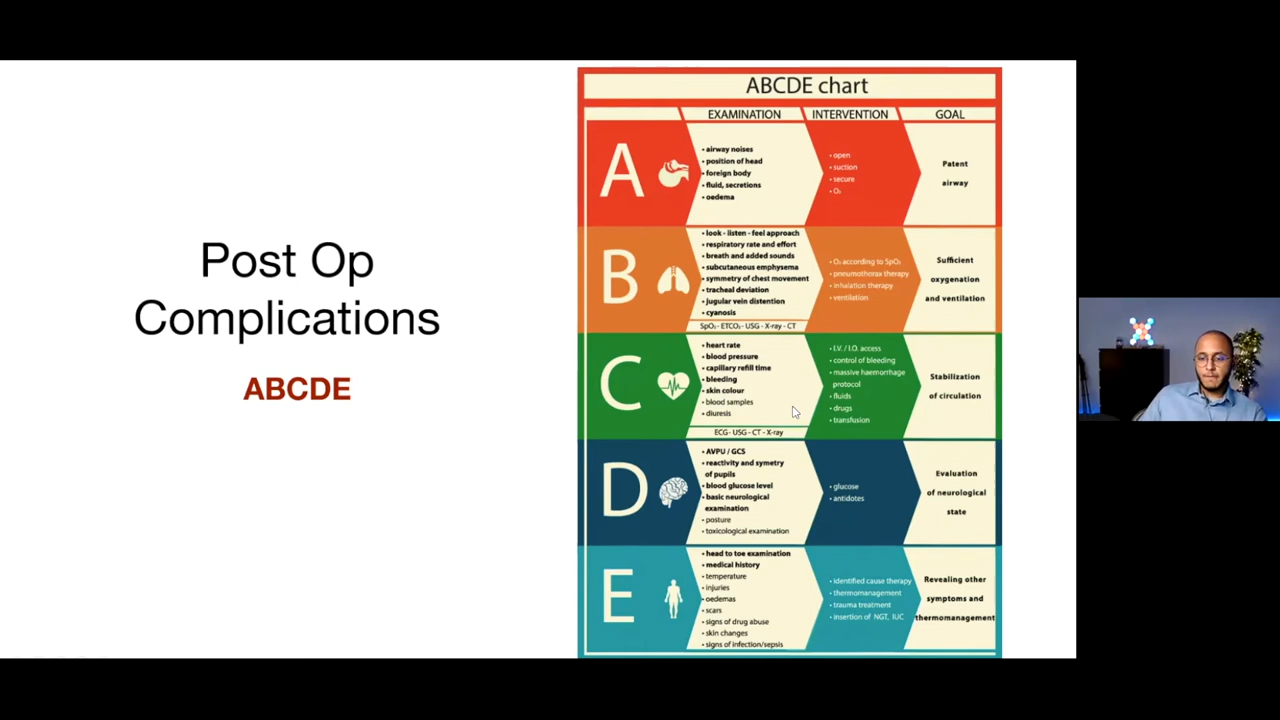 Post Op
Complications
ABCDE
ABCDE chart
EXAMINATION
INTERVENTION
GOAL
A
• airway noises
• position of head
• foreign body
• fluid, secretions
• oedema
• open
• suction
• secure
• O₂
Patent
airway
B
• look - listen - feel approach
• respiratory rate and effort
• breath and added sounds
• subcutaneous emphysema
• symmetry of chest movement
• tracheal deviation
• jugular vein distention
• cyanosis
SpO₂ - ETCO₂ - USG - X-ray - CT
• O₂ according to SpO₂
• pneumothorax therapy
• inhalation therapy
• ventilation
Sufficient
oxygenation
and ventilation
C
• heart rate
• blood pressure
• capillary refill time
• bleeding
• skin colour
• blood samples
• diuresis
ECG - USG - CT - X-ray
• I.V. / I.O. access
• control of bleeding
• massive haemorrhage
protocol
• fluids
• drugs
• transfusion
Stabilization
of circulation
D
• AVPU / GCS
• reactivity and symetry
of pupils
• blood glucose level
• basic neurological
examination
• posture
• toxicological examination
• glucose
• antidotes
Evaluation
of neurological
state
E
• head to toe examination
• medical history
• temperature
• injuries
• oedemas
• scars
• signs of drug abuse
• skin changes
• signs of infection/sepsis
• identified cause therapy
• thermomanagement
• trauma treatment
• insertion of NGT, IUC
Revealing other
symptoms and
thermomanagement